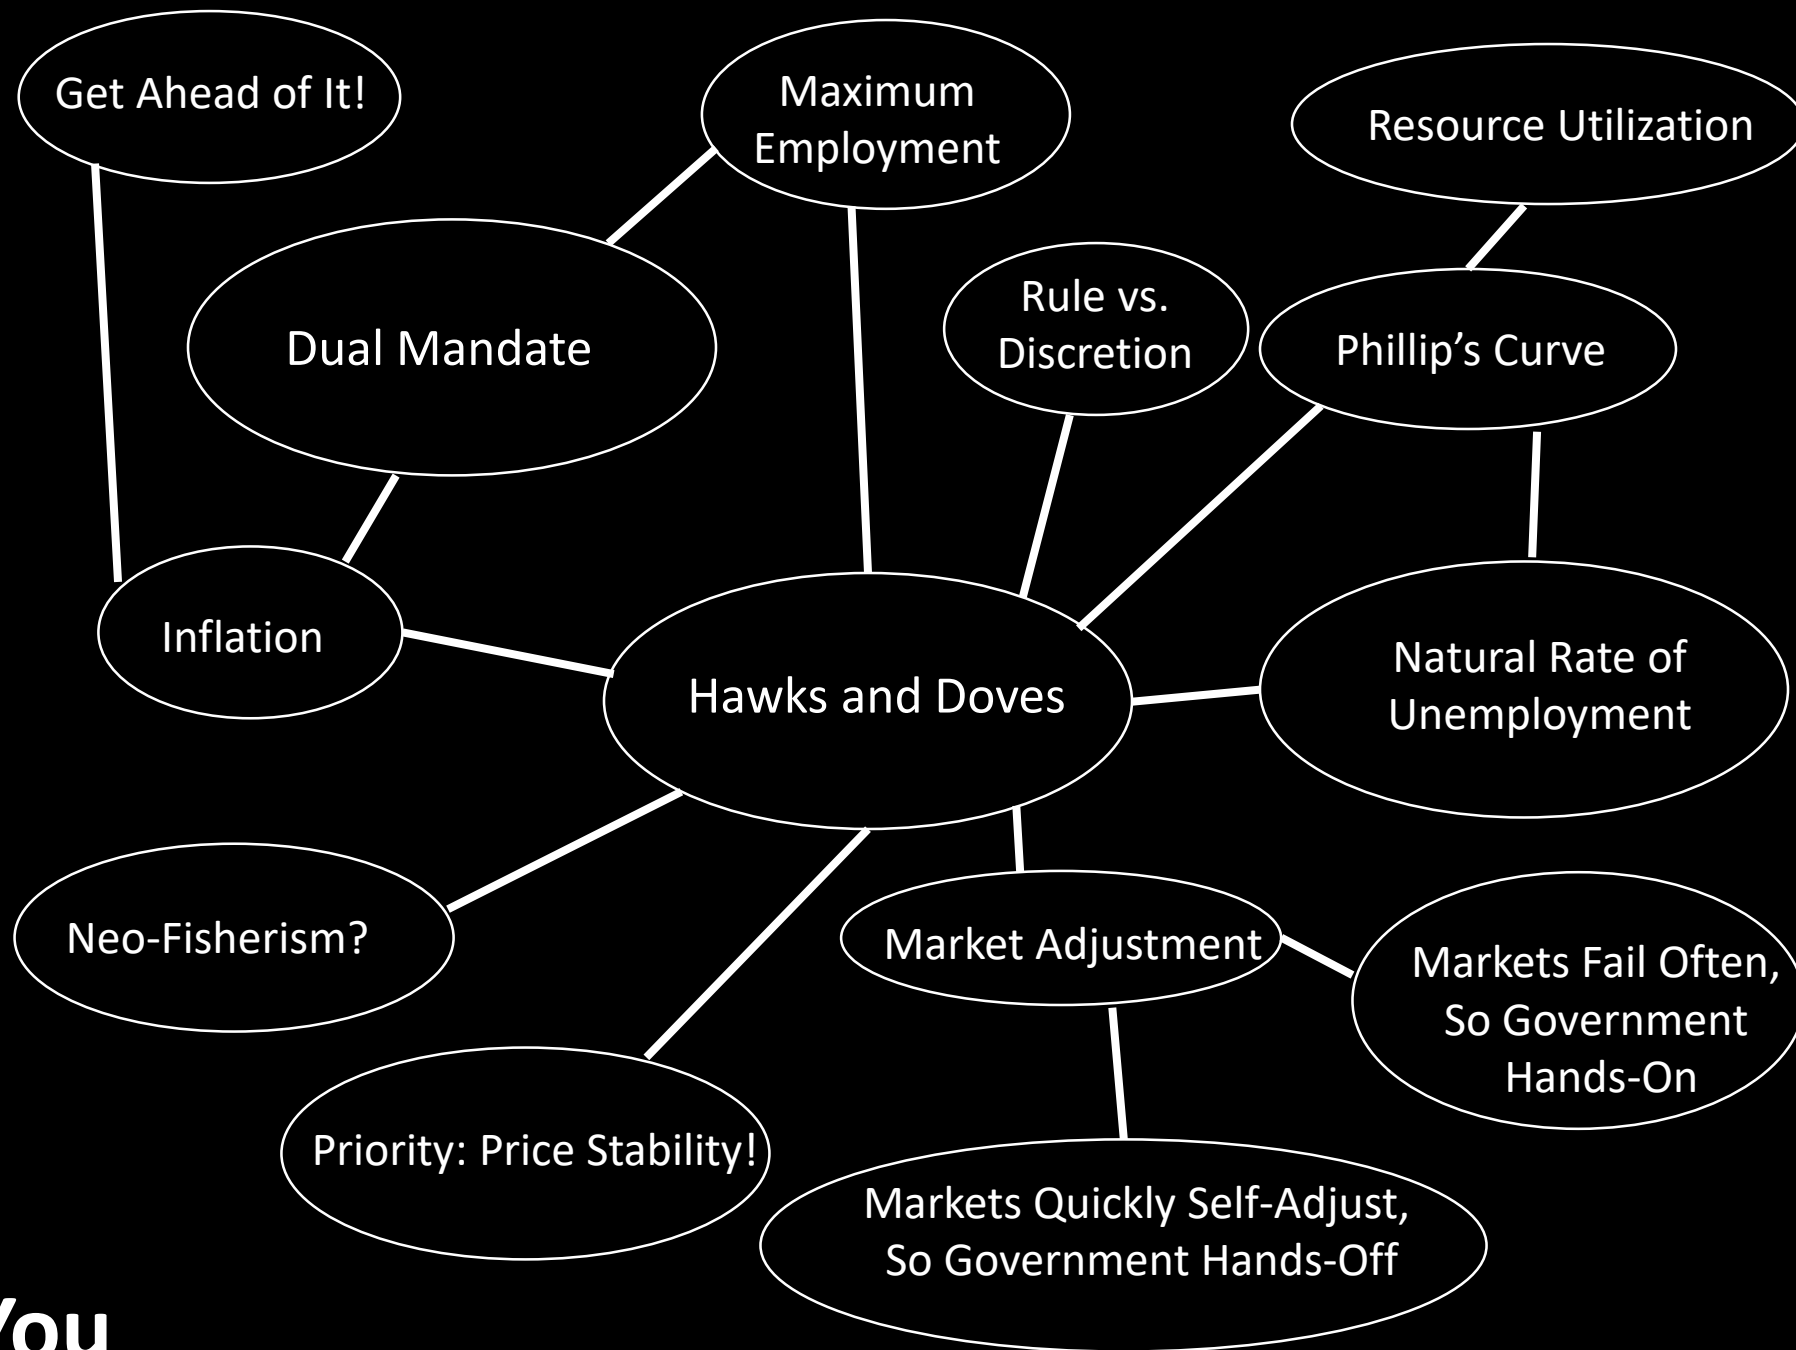 Get Ahead of It!
Maximum
Employment
Resource Utilization
Dual Mandate
Rule vs.
Discretion
Phillip’s Curve
Inflation
Hawks and Doves
Natural Rate of
Unemployment
Neo-Fisherism?
Market Adjustment
Markets Fail Often,
So Government
Hands-On
Priority: Price Stability!
Markets Quickly Self-Adjust,
So Government Hands-Off
You